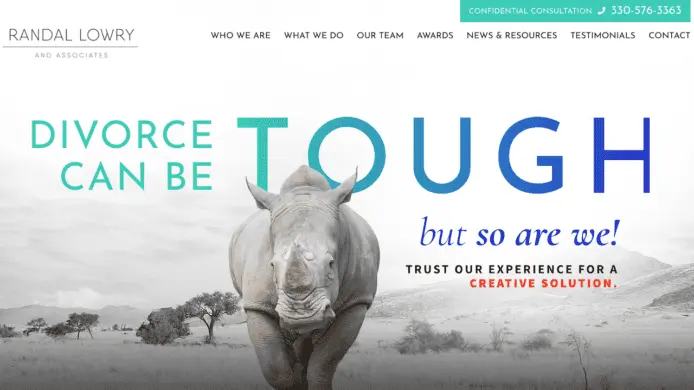 CONFIDENTIAL CONSULTATION 330-576-3363
RANDAL LOWRY
AND ASSOCIATES
WHO WE ARE WHAT WE DO OUR TEAM AWARDS NEWS & RESOURCES TESTIMONIALS CONTACT
DIVORCE
CAN BE
TOUGH
but so are we!
TRUST OUR EXPERIENCE FOR A
CREATIVE SOLUTION.